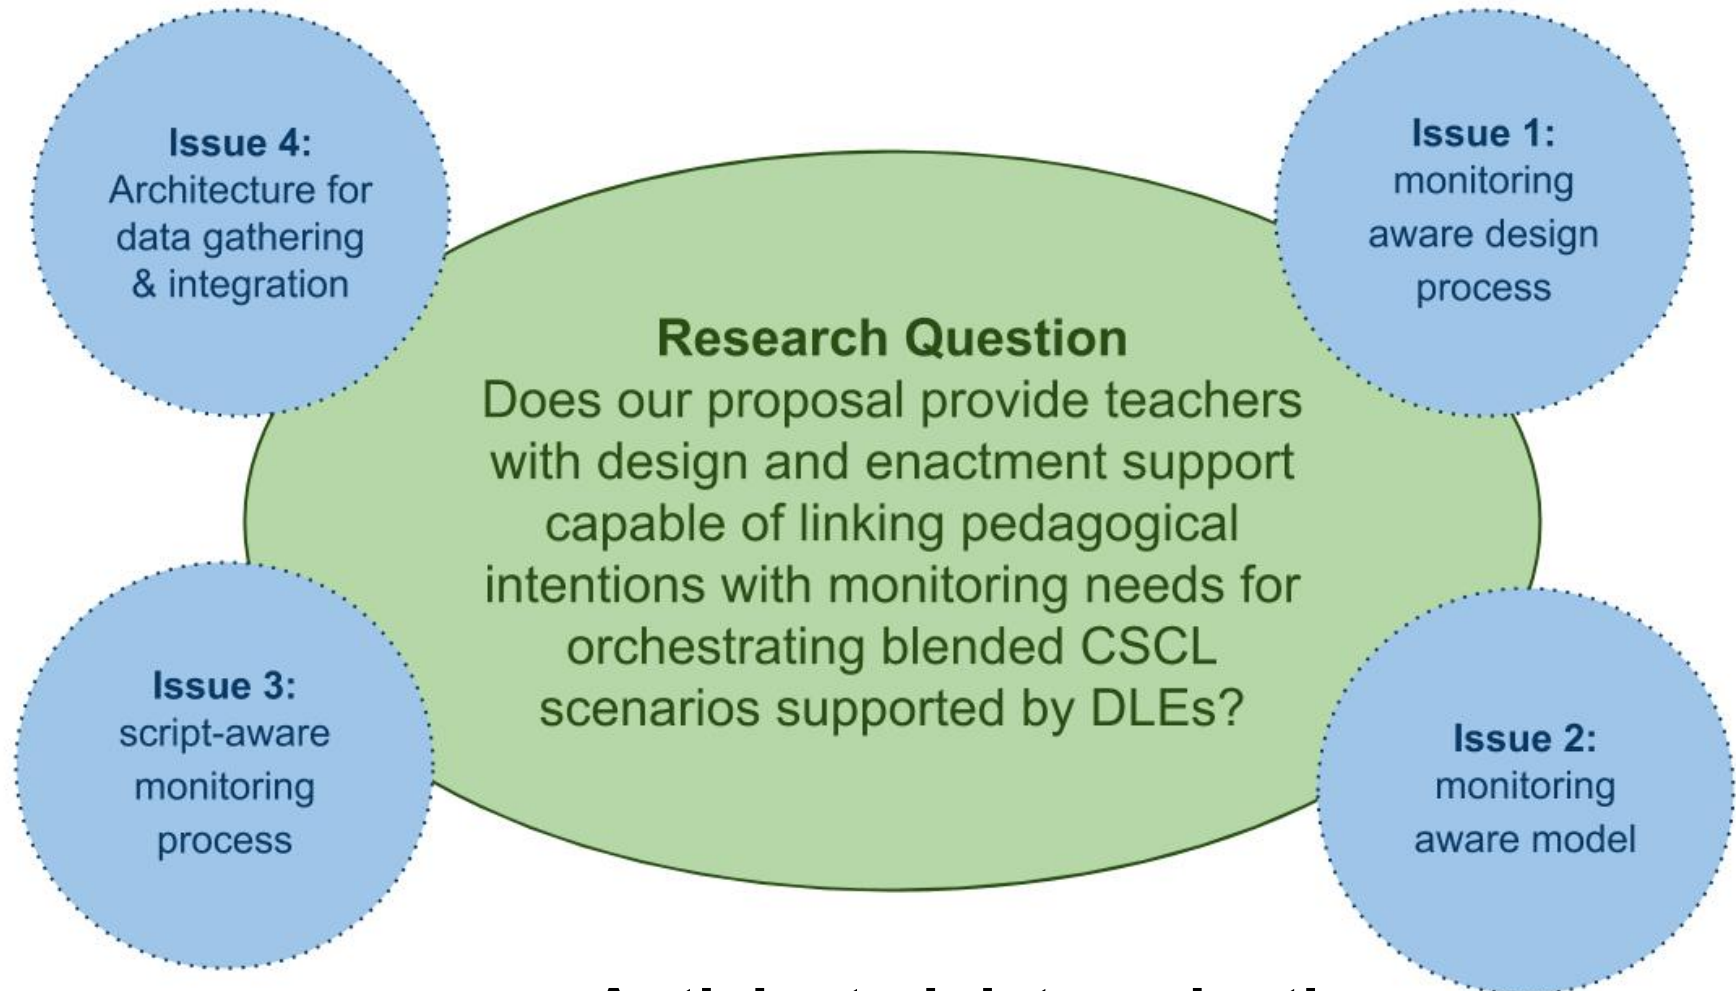 Issue 4:
Architecture for
data gathering
& integration
Issue 1:
monitoring
aware design
process
Research Question
Does our proposal provide teachers
with design and enactment support
capable of linking pedagogical
intentions with monitoring needs for
orchestrating blended CSCL
scenarios supported by DLEs?
Issue 3:
script-aware
monitoring
process
Issue 2:
monitoring
aware model